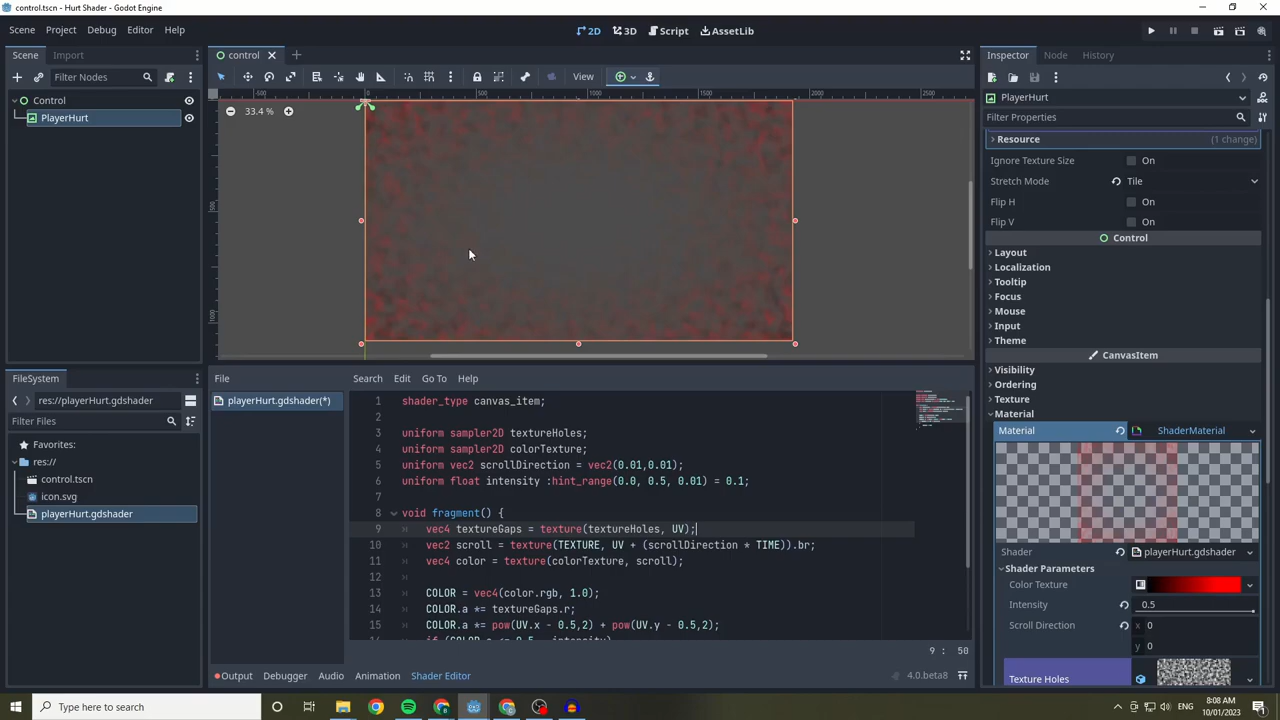 control.tscn - Hurt Shader - Godot Engine
Scene Project Debug Editor Help
2D 3D Script AssetLib
Scene Import
Filter Nodes
Control
PlayerHurt
control
View
-500 0 500 1000 1500 2000 2500
33.4 %
500
1000
FileSystem
res://playerHurt.gdshader
Filter Files
Favorites:
res://
control.tscn
icon.svg
playerHurt.gdshader
File Search Edit Go To Help
playerHurt.gdshader(*)
1 shader_type canvas_item;
2
3 uniform sampler2D textureHoles;
4 uniform sampler2D colorTexture;
5 uniform vec2 scrollDirection = vec2(0.01,0.01);
6 uniform float intensity :hint_range(0.0, 0.5, 0.01) = 0.1;
7
8 void fragment() {
9 vec4 textureGaps = texture(textureHoles, UV);
10 vec2 scroll = texture(TEXTURE, UV + (scrollDirection * TIME)).br;
11 vec4 color = texture(colorTexture, scroll);
12
13 COLOR = vec4(color.rgb, 1.0);
14 COLOR.a *= textureGaps.r;
15 COLOR.a *= pow(UV.x - 0.5,2) + pow(UV.y - 0.5,2);
9 : 50
Output Debugger Audio Animation Shader Editor
4.0.beta8
Inspector Node History
PlayerHurt
Filter Properties
Resource (1 change)
Ignore Texture Size On
Stretch Mode Tile
Flip H On
Flip V On
Control
Layout
Localization
Tooltip
Focus
Mouse
Input
Theme
CanvasItem
Visibility
Ordering
Texture
Material
Material ShaderMaterial
Shader playerHurt.gdshader
Shader Parameters
Color Texture
Intensity 0.5
Scroll Direction x 0
y 0
Texture Holes
Type here to search
ENG
8:08 AM
10/01/2023